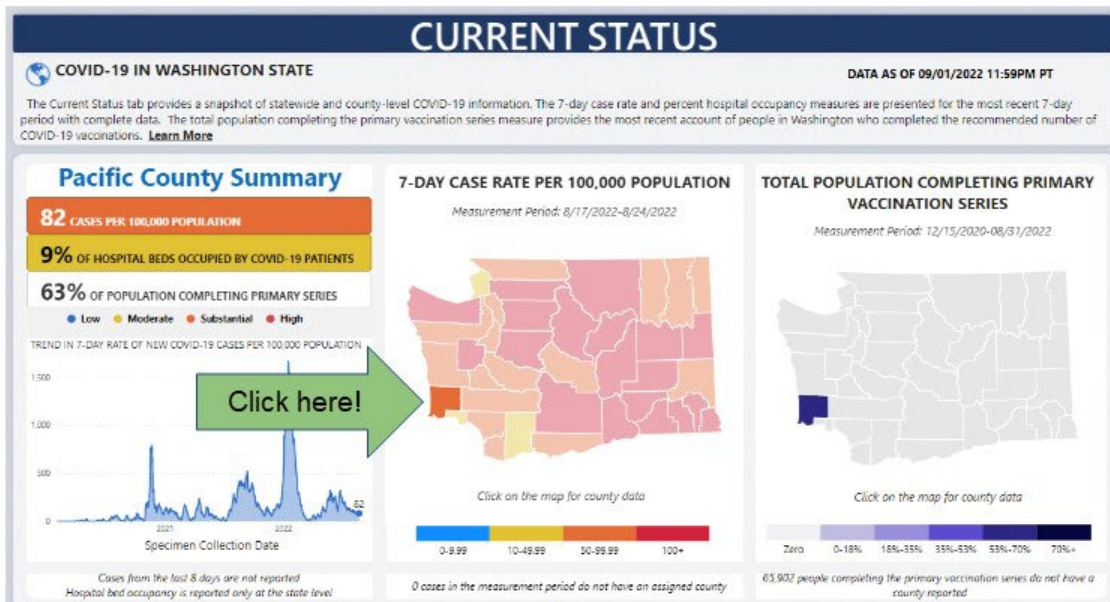 CURRENT STATUS
COVID-19 IN WASHINGTON STATE
DATA AS OF 09/01/2022 11:59PM PT
The Current Status tab provides a snapshot of statewide and county-level COVID-19 information. The 7-day case rate and percent hospital occupancy measures are presented for the most recent 7-day
period with complete data. The total population completing the primary vaccination series measure provides the most recent account of people in Washington who completed the recommended number of
COVID-19 vaccinations. Learn More
Pacific County Summary
82 CASES PER 100,000 POPULATION
9% OF HOSPITAL BEDS OCCUPIED BY COVID-19 PATIENTS
63% OF POPULATION COMPLETING PRIMARY SERIES
Low Moderate Substantial High
TREND IN 7-DAY RATE OF NEW COVID-19 CASES PER 100,000 POPULATION
1,500
1,000
500
0
82
2021 2022
Specimen Collection Date
Cases from the last 8 days are not reported
Hospital bed occupancy is reported only at the state level
Click here!
7-DAY CASE RATE PER 100,000 POPULATION
Measurement Period: 8/17/2022-8/24/2022
Click on the map for county data
0-9.99 10-49.99 50-99.99 100+
0 cases in the measurement period do not have an assigned county
TOTAL POPULATION COMPLETING PRIMARY
VACCINATION SERIES
Measurement Period: 12/15/2020-08/31/2022
Click on the map for county data
Zero 0-18% 18%-35% 35%-53% 53%-70% 70%+
65,902 people completing the primary vaccination series do not have a
county reported